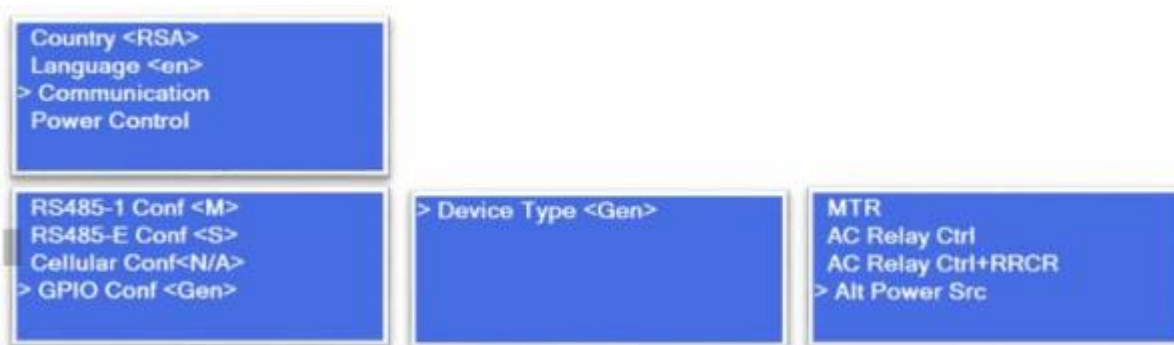 Country <RSA>
Language <en>
> Communication
Power Control
RS485-1 Conf <M>
RS485-E Conf <S>
Cellular Conf<N/A>
> GPIO Conf <Gen>
> Device Type <Gen>
MTR
AC Relay Ctrl
AC Relay Ctrl+RRCR
> Alt Power Src